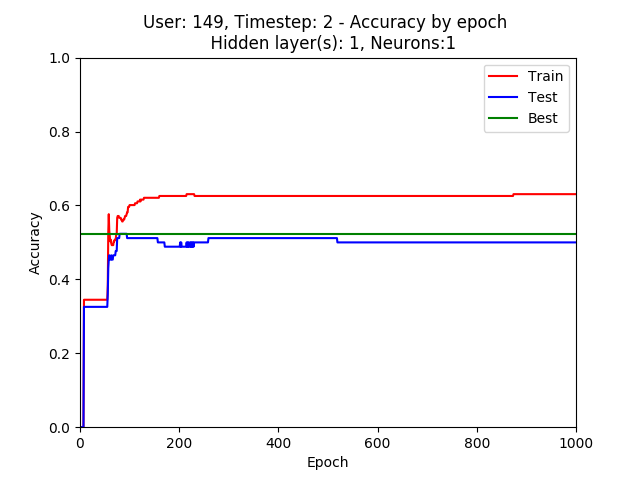 User: 149, Timestep: 2 - Accuracy by epoch
Hidden layer(s): 1, Neurons:1
1.0
Train
Test
Best
0.8
0.6
0.4
0.2
0.0
Accuracy
0 200 400 600 800 1000
Epoch